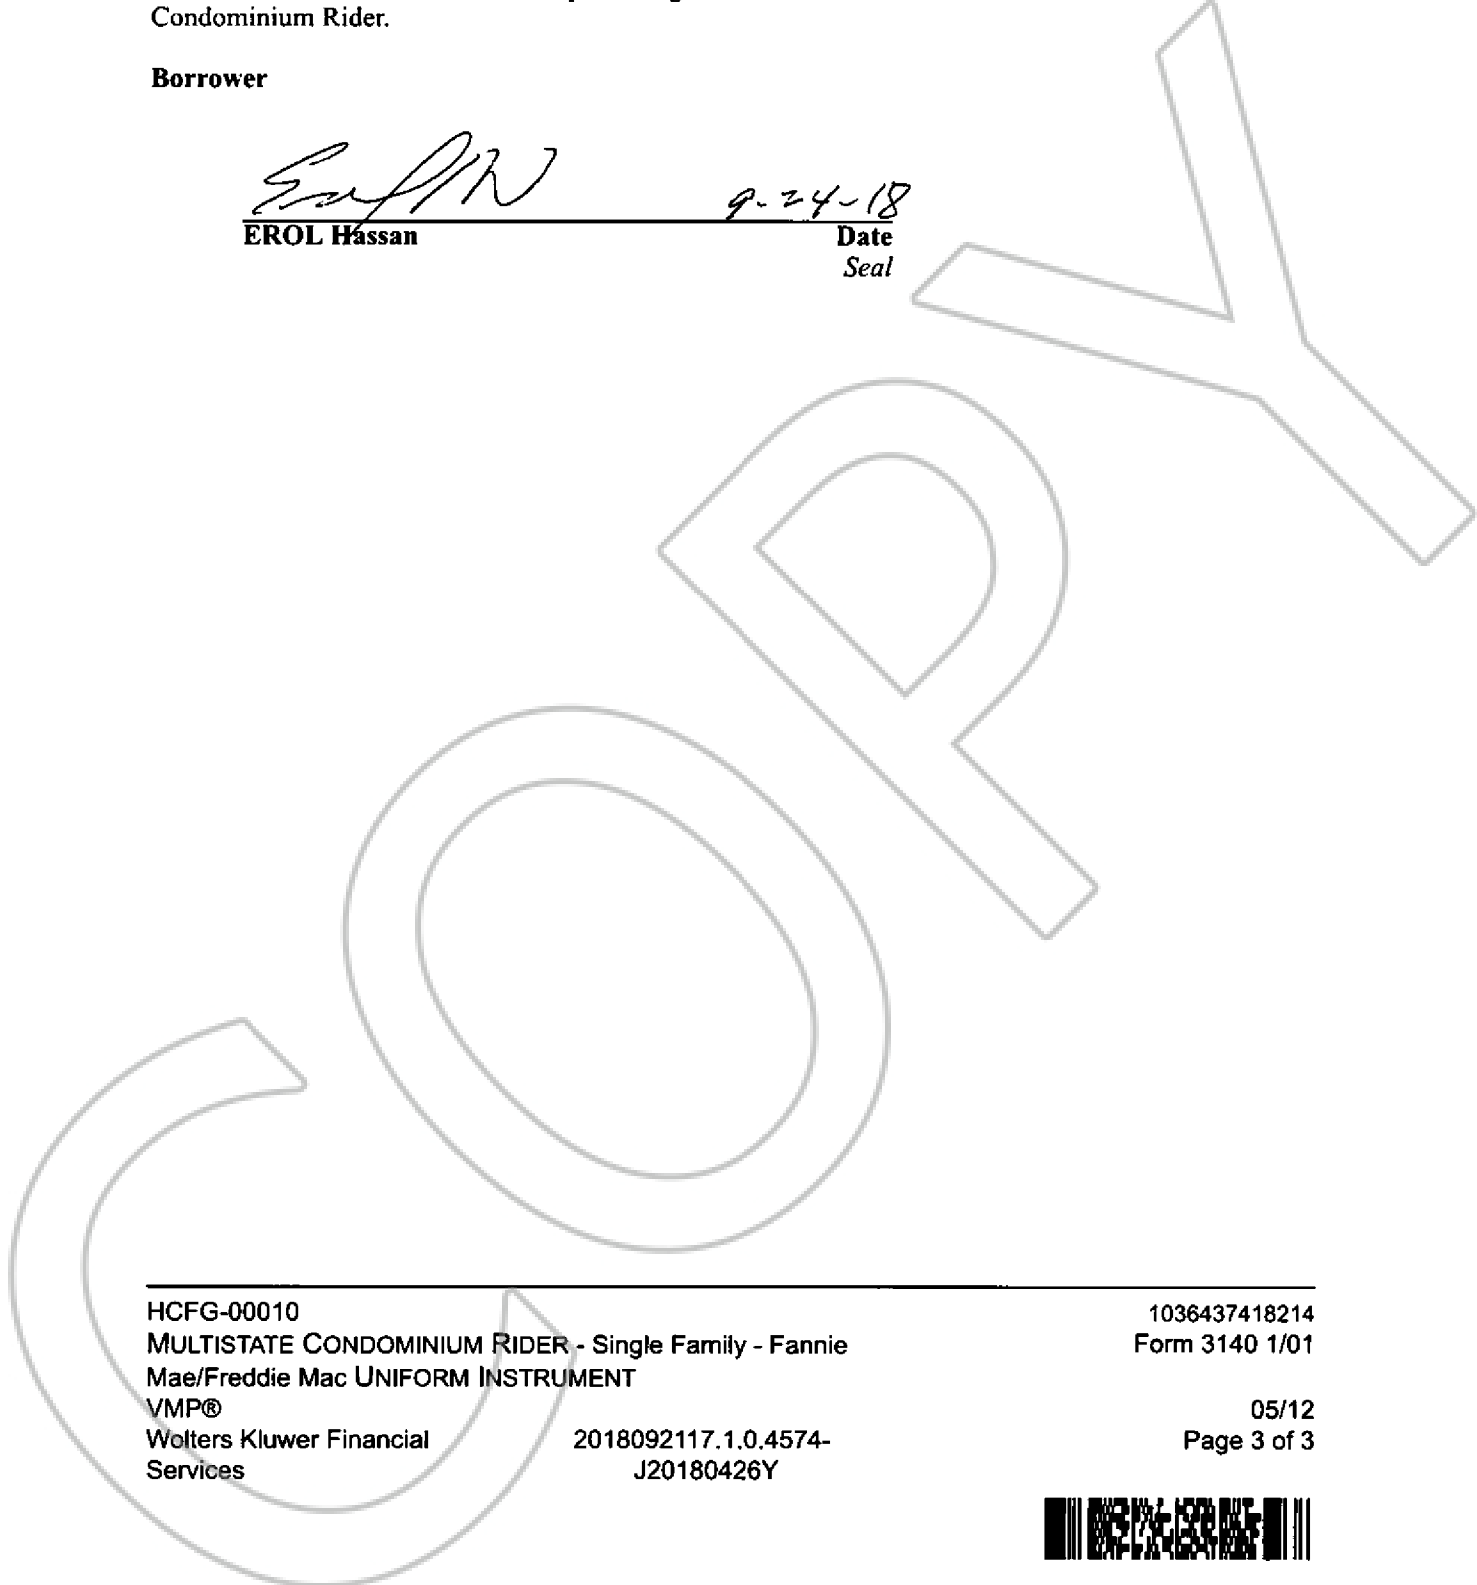 Condominium Rider.
Borrower
9-24-18
EROL Hassan Date
Seal
COPY
HCFG-00010 1036437418214
MULTISTATE CONDOMINIUM RIDER - Single Family - Fannie Form 3140 1/01
Mae/Freddie Mac UNIFORM INSTRUMENT
VMP® 05/12
Wolters Kluwer Financial 2018092117.1.0.4574- Page 3 of 3
Services J20180426Y